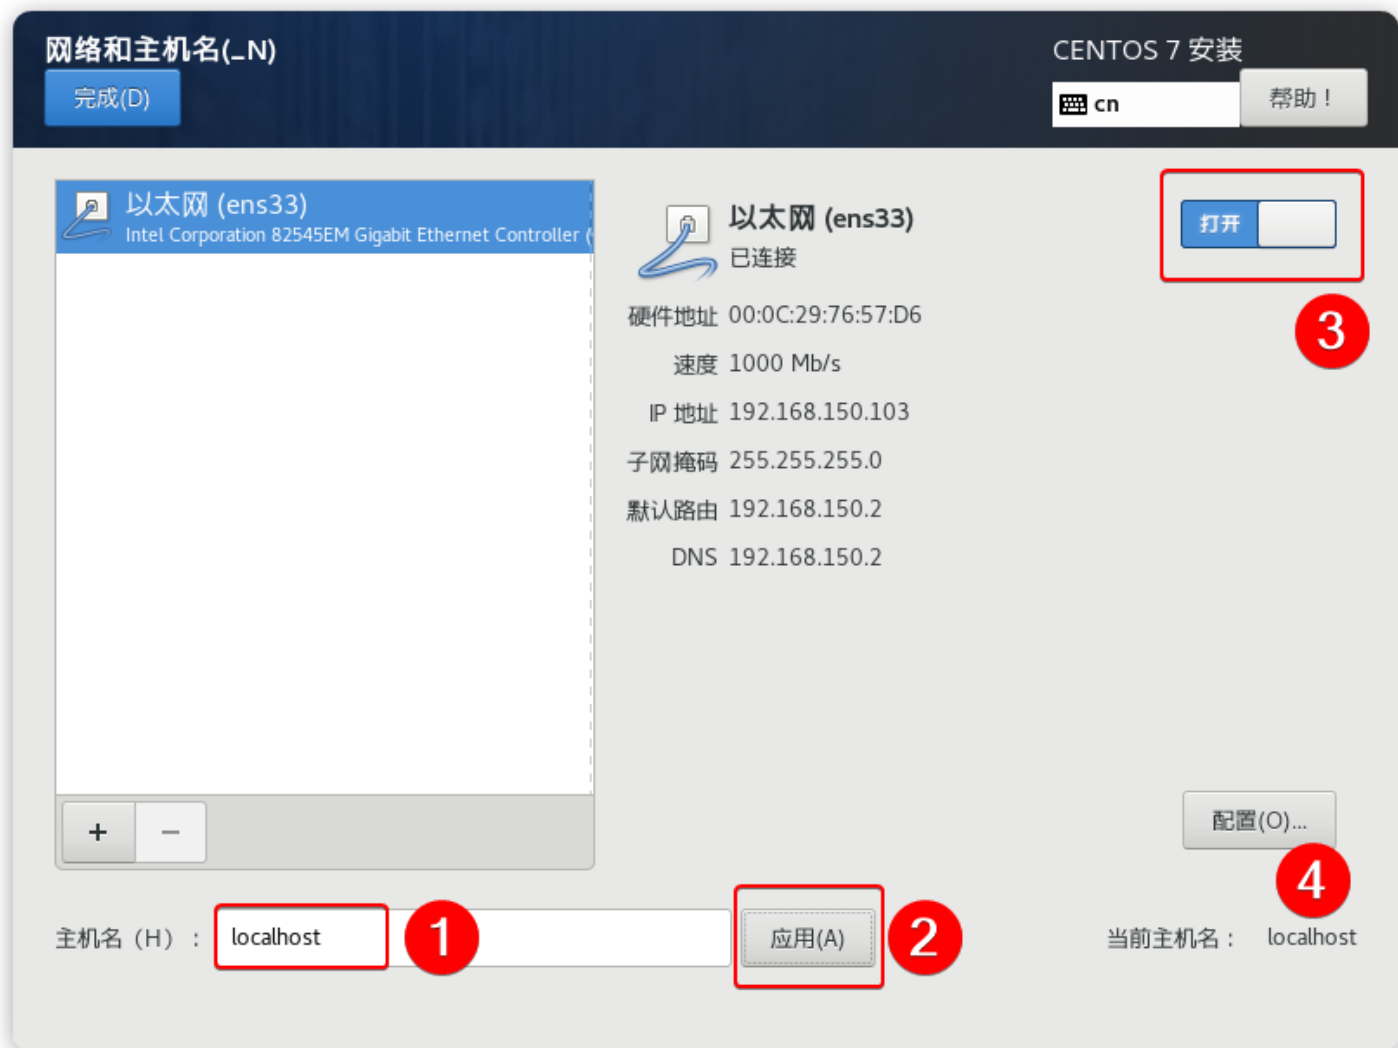 网络和主机名(_N)
CENTOS 7 安装
完成(D)
cn
帮助！
以太网 (ens33)
Intel Corporation 82545EM Gigabit Ethernet Controller (
以太网 (ens33)
已连接
打开
3
硬件地址 00:0C:29:76:57:D6
速度 1000 Mb/s
IP 地址 192.168.150.103
子网掩码 255.255.255.0
默认路由 192.168.150.2
DNS 192.168.150.2
+ −
配置(O)...
4
主机名（H）： localhost
1
应用(A)
2
当前主机名： localhost